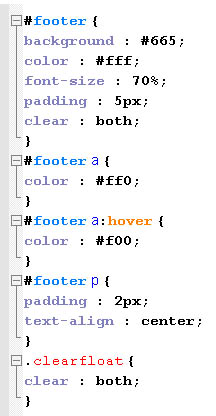 #footer {
background : #665;
color : #fff;
font-size : 70%;
padding : 5px;
clear : both;
}
#footer a {
color : #ff0;
}
#footer a:hover {
color : #f00;
}
#footer p {
padding : 2px;
text-align : center;
}
.clearfloat {
clear : both;
}